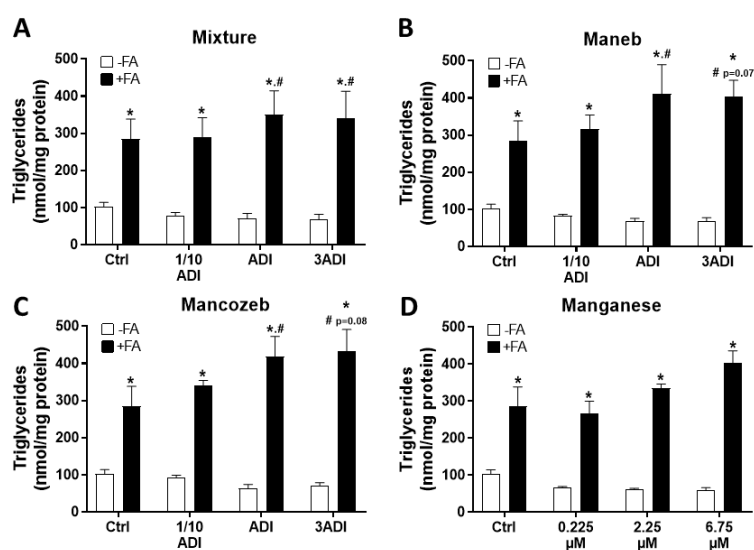 A
Mixture
-FA
+FA
Triglycerides
(nmol/mg protein)
500
400
300
200
100
0
*
*
*.#
*.#
Ctrl
1/10
ADI
ADI
3ADI
B
Maneb
-FA
+FA
Triglycerides
(nmol/mg protein)
500
400
300
200
100
0
*
*
*.#
*
# p=0.07
Ctrl
1/10
ADI
ADI
3ADI
C
Mancozeb
-FA
+FA
Triglycerides
(nmol/mg protein)
500
400
300
200
100
0
*
*
*.#
*
# p=0.08
Ctrl
1/10
ADI
ADI
3ADI
D
Manganese
-FA
+FA
Triglycerides
(nmol/mg protein)
500
400
300
200
100
0
*
*
*
*
Ctrl
0.225
µM
2.25
µM
6.75
µM